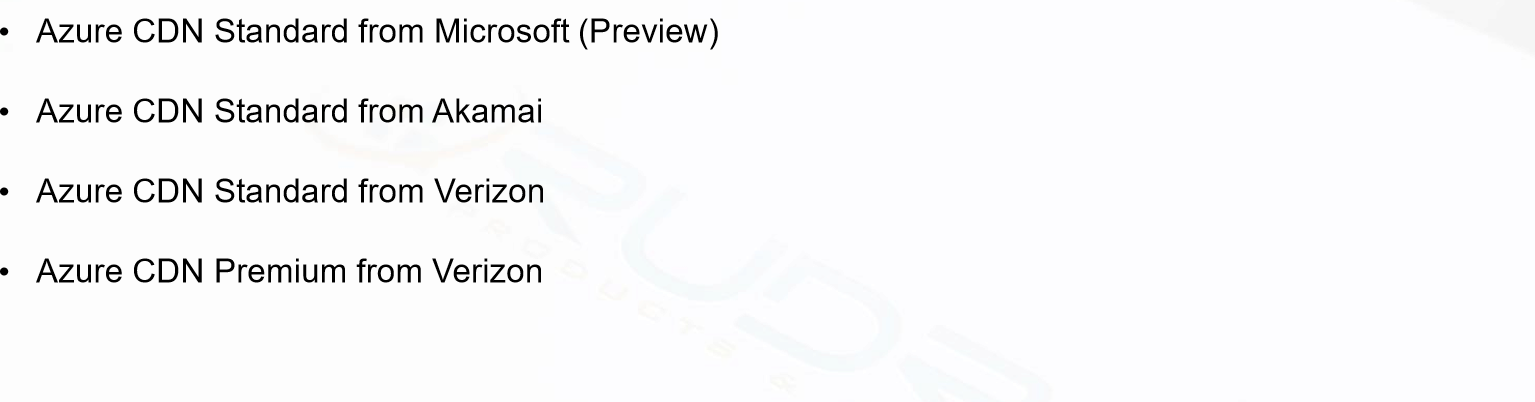 • Azure CDN Standard from Microsoft (Preview)
• Azure CDN Standard from Akamai
• Azure CDN Standard from Verizon
• Azure CDN Premium from Verizon
PRODUCTS &